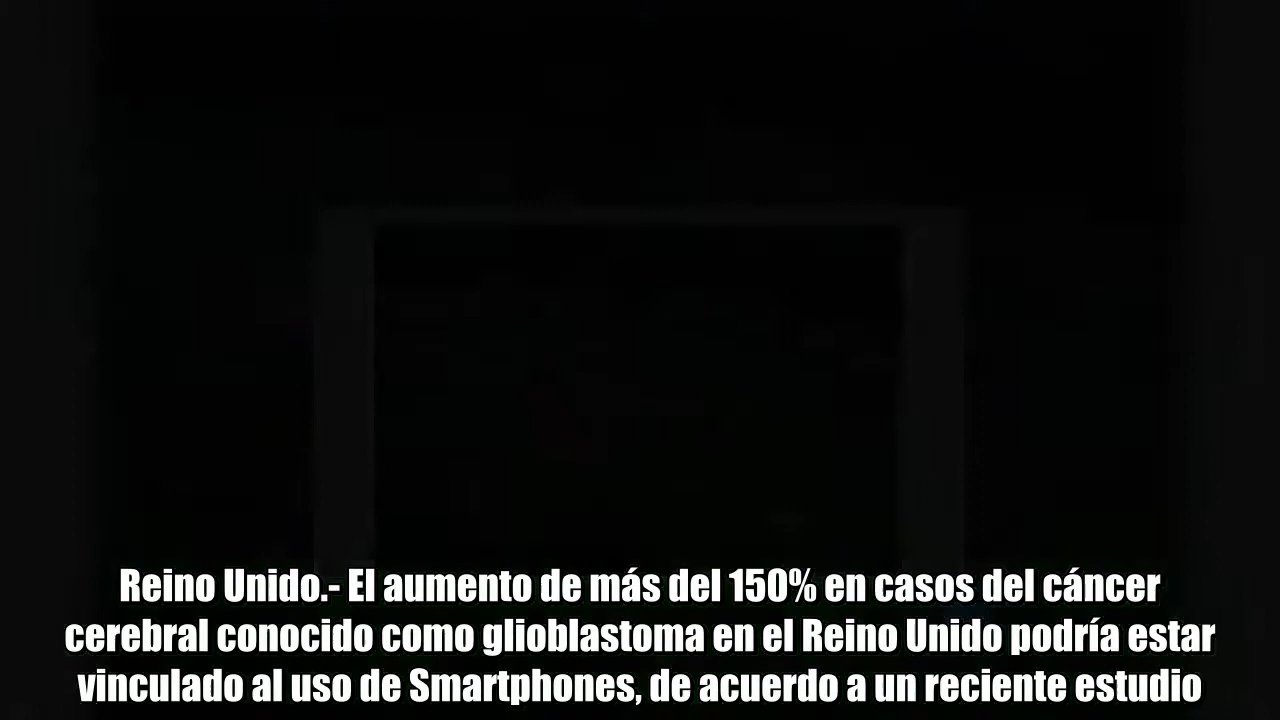 Reino Unido.- El aumento de más del 150% en casos del cáncer
cerebral conocido como glioblastoma en el Reino Unido podría estar
vinculado al uso de Smartphones, de acuerdo a un reciente estudio